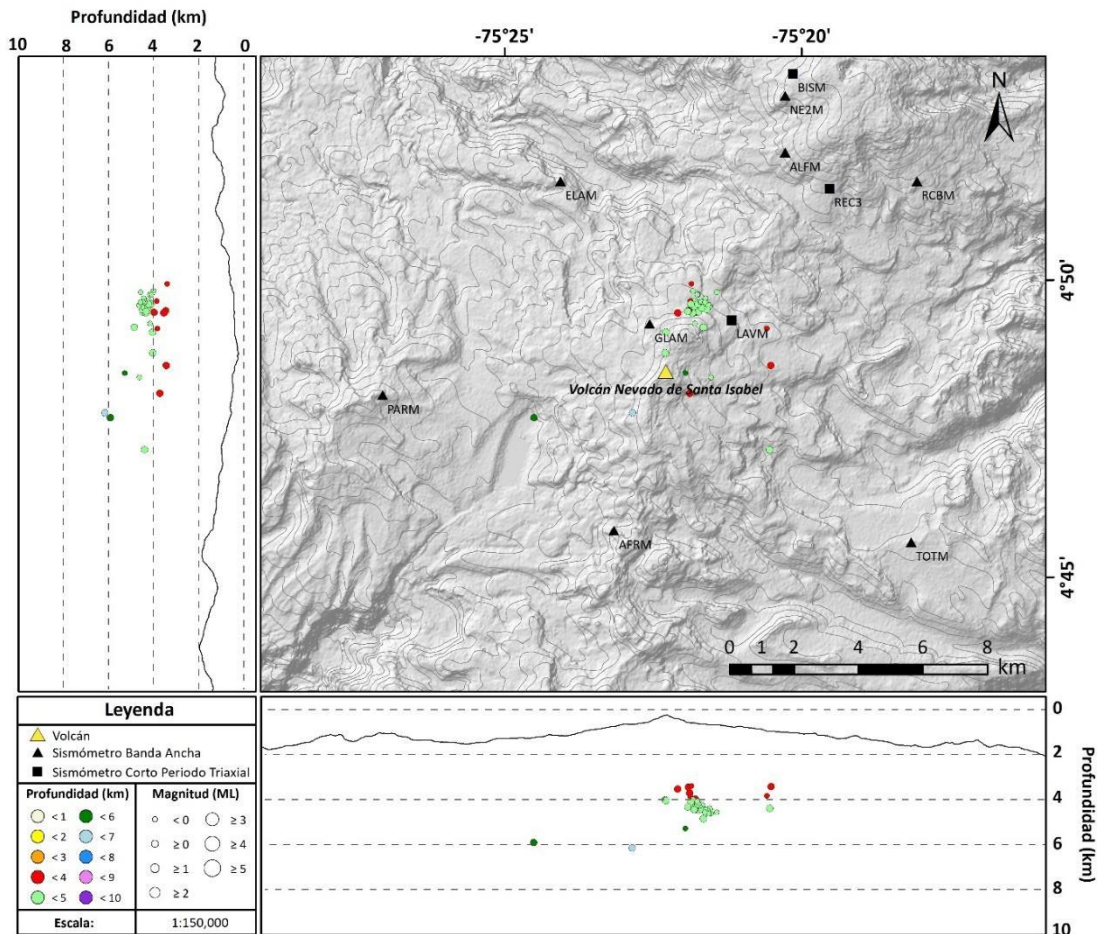 Profundidad (km)
10 8 6 4 2 0
-75°25'
-75°20'
N
BISM
NE2M
ALFM
ELAM
REC3
RCBM
4°50'
GLAM
LAVM
Volcán Nevado de Santa Isabel
PARM
AFRM
TOTM
4°45'
0 1 2 4 6 8
km
Leyenda
Volcán
Sismómetro Banda Ancha
Sismómetro Corto Periodo Triaxial
Profundidad (km)
Magnitud (ML)
< 1 < 6 < 0 ≥ 3
< 2 < 7 ≥ 0 ≥ 4
< 3 < 8 ≥ 1 ≥ 5
< 4 < 9 ≥ 2
< 5 < 10
Escala: 1:150,000
0
2
4
6
8
10
Profundidad (km)